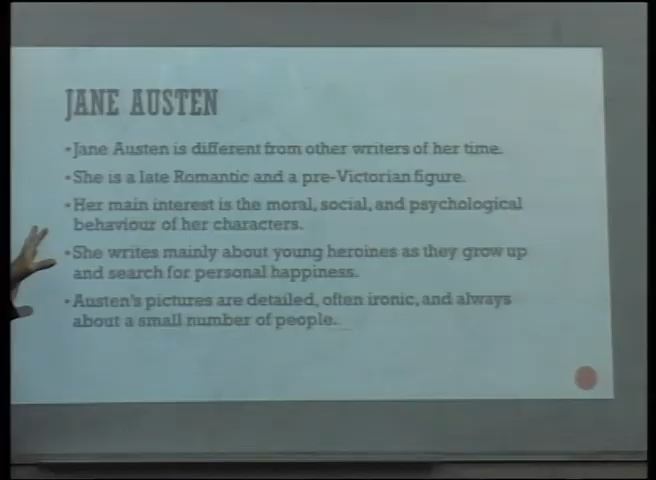 JANE AUSTEN
•Jane Austen is different from other writers of her time.
•She is a late Romantic and a pre-Victorian figure.
•Her main interest is the moral, social, and psychological
behaviour of her characters.
•She writes mainly about young heroines as they grow up
and search for personal happiness.
•Austen's pictures are detailed, often ironic, and always
about a small number of people.